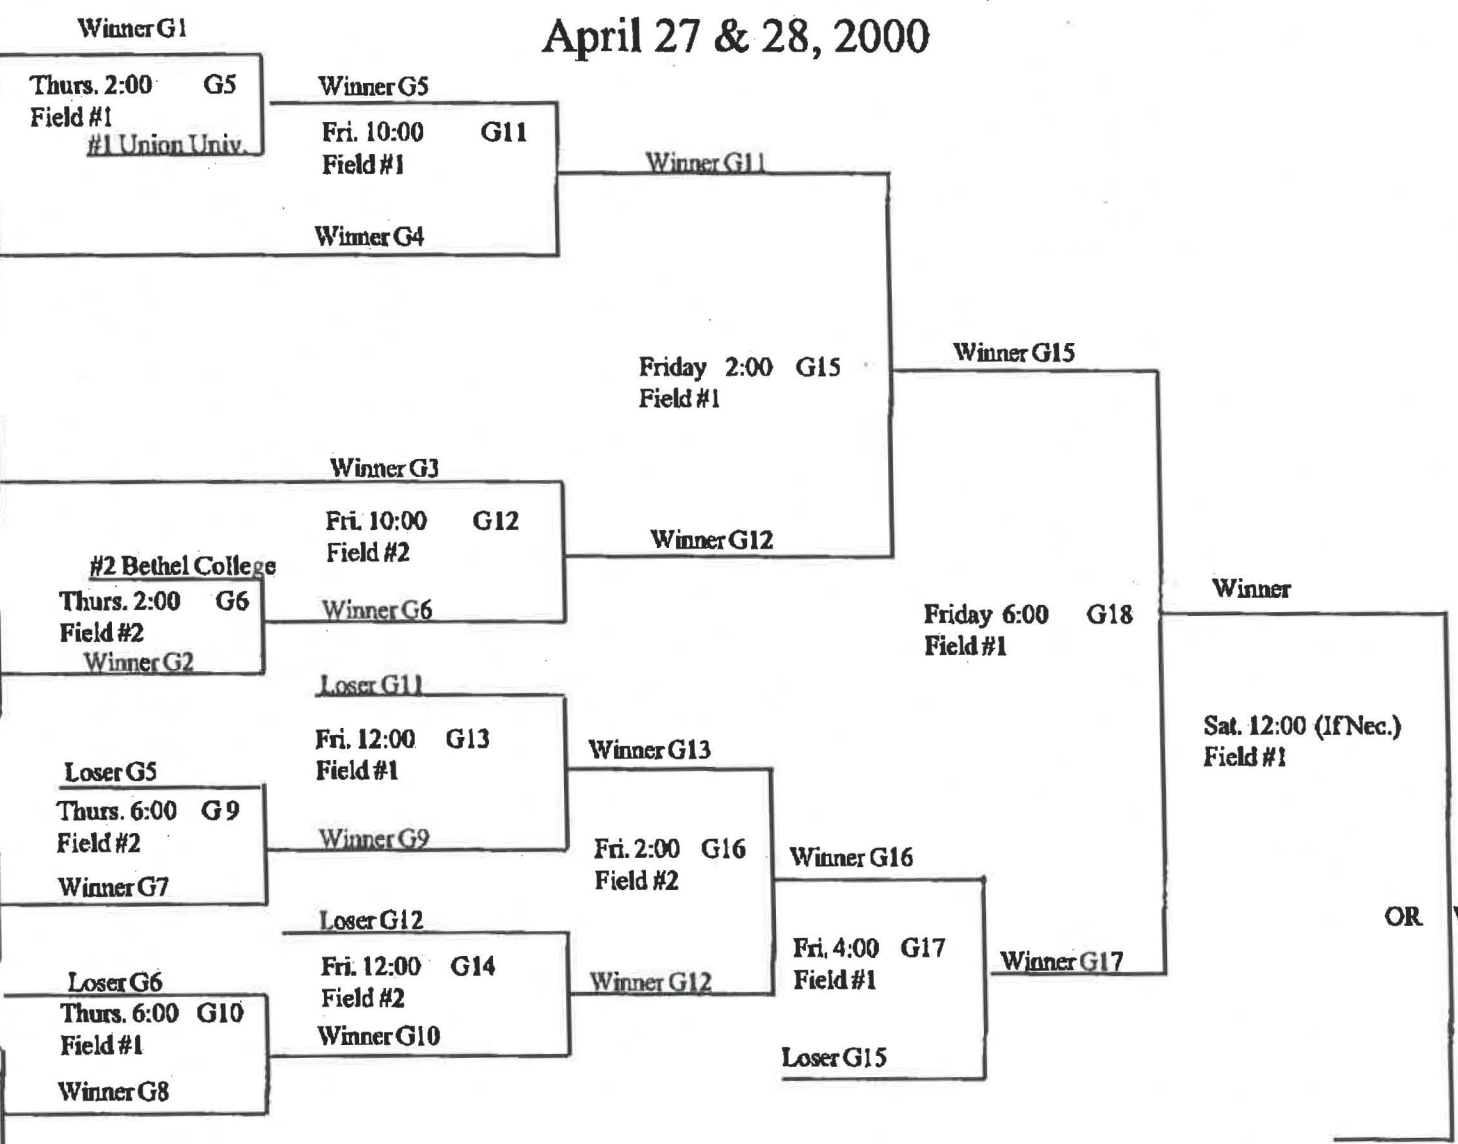 April 27 & 28, 2000
Winner G1
Thurs. 2:00 G5
Field #1
#1 Union Univ.
Winner G5
Fri. 10:00 G11
Field #1
Winner G4
Winner G11
Friday 2:00 G15
Field #1
Winner G15
Winner G3
Fri. 10:00 G12
Field #2
Winner G6
Winner G12
#2 Bethel College
Thurs. 2:00 G6
Field #2
Winner G2
Friday 6:00 G18
Field #1
Winner
Sat. 12:00 (If Nec.)
Field #1
OR
Loser G11
Fri. 12:00 G13
Field #1
Winner G9
Winner G13
Loser G5
Thurs. 6:00 G9
Field #2
Winner G7
Fri. 2:00 G16
Field #2
Winner G16
Loser G12
Fri. 12:00 G14
Field #2
Winner G10
Winner G12
Fri. 4:00 G17
Field #1
Winner G17
Loser G15
Loser G6
Thurs. 6:00 G10
Field #1
Winner G8